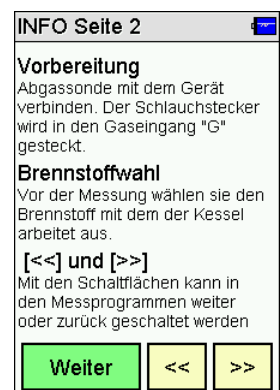 INFO Seite 2
Vorbereitung
Abgassonde mit dem Gerät
verbinden. Der Schlauchstecker
wird in den Gaseingang "G"
gesteckt.
Brennstoffwahl
Vor der Messung wählen sie den
Brennstoff mit dem der Kessel
arbeitet aus.
[<<] und [>>]
Mit den Schaltflächen kann in
den Messprogrammen weiter
oder zurück geschaltet werden
Weiter << >>